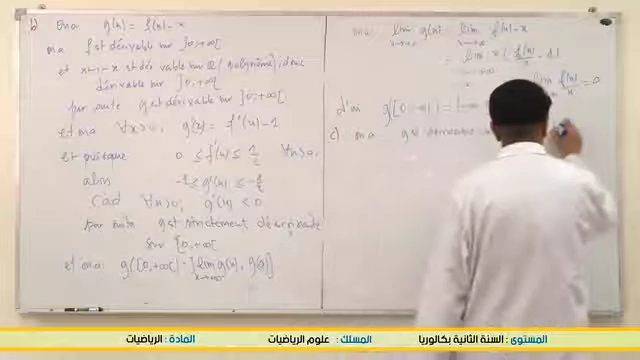 b) On a g(x) = f(x) - x
on a f est dérivable sur ]0,+∞[
et x→-x est dérivable sur ℝ (polynôme), donc
dérivable sur ]0,+∞[
par suite g est dérivable sur ]0,+∞[
et on a ∀x>0, g'(x) = f'(x) - 1
et puisque 0 ≤ f'(x) ≤ 1/2 ∀x>0,
alors -1 ≤ g'(x) ≤ -1/2
c'ad ∀x>0, g'(x) < 0
par suite g est strictement décroissante
sur [0,+∞[
et on a: g([0,+∞[) = ]lim g(x), g(0)]
x→+∞
lim g(x) lim f(x) - x
x→+∞
= lim x( f(x)/x - 1)
lim f(x)/x = 0
d'où g([0,+∞[) =
c) on a g est
المستوى : السنة الثانية بكالوريا
المسلك : علوم الرياضيات
المادة : الرياضيات